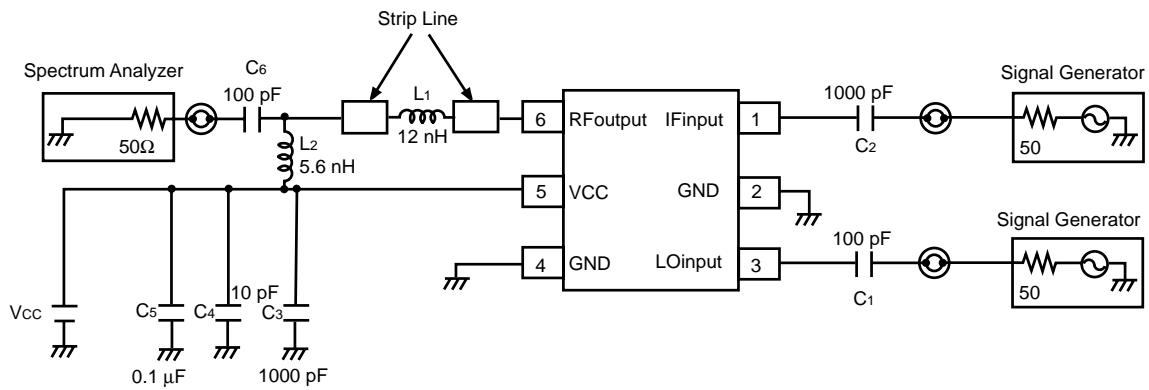 Strip Line
Spectrum Analyzer
C6
100 pF
L1
12 nH
50Ω
L2
5.6 nH
6
RFoutput
IFinput
1
1000 pF
C2
Signal Generator
50
5
VCC
GND
2
4
GND
LOinput
3
100 pF
C1
Signal Generator
50
VCC
C5
0.1 µF
10 pF
C4
C3
1000 pF